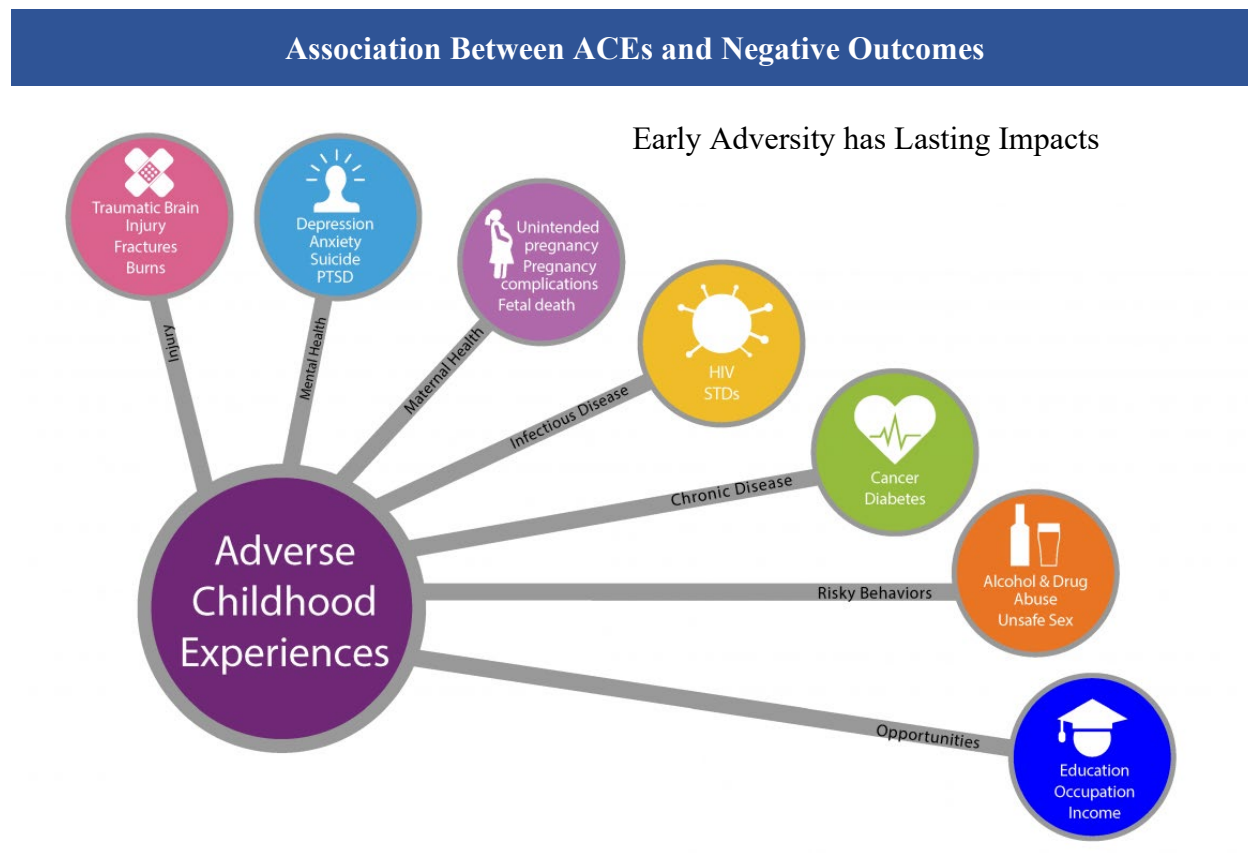 Association Between ACEs and Negative Outcomes
Early Adversity has Lasting Impacts
Traumatic Brain
Injury
Fractures
Burns
Injury
Depression
Anxiety
Suicide
PTSD
Mental Health
Unintended
pregnancy
Pregnancy
complications
Fetal death
Maternal Health
HIV
STDs
Infectious Disease
Cancer
Diabetes
Chronic Disease
Alcohol & Drug
Abuse
Unsafe Sex
Risky Behaviors
Education
Occupation
Income
Opportunities
Adverse
Childhood
Experiences